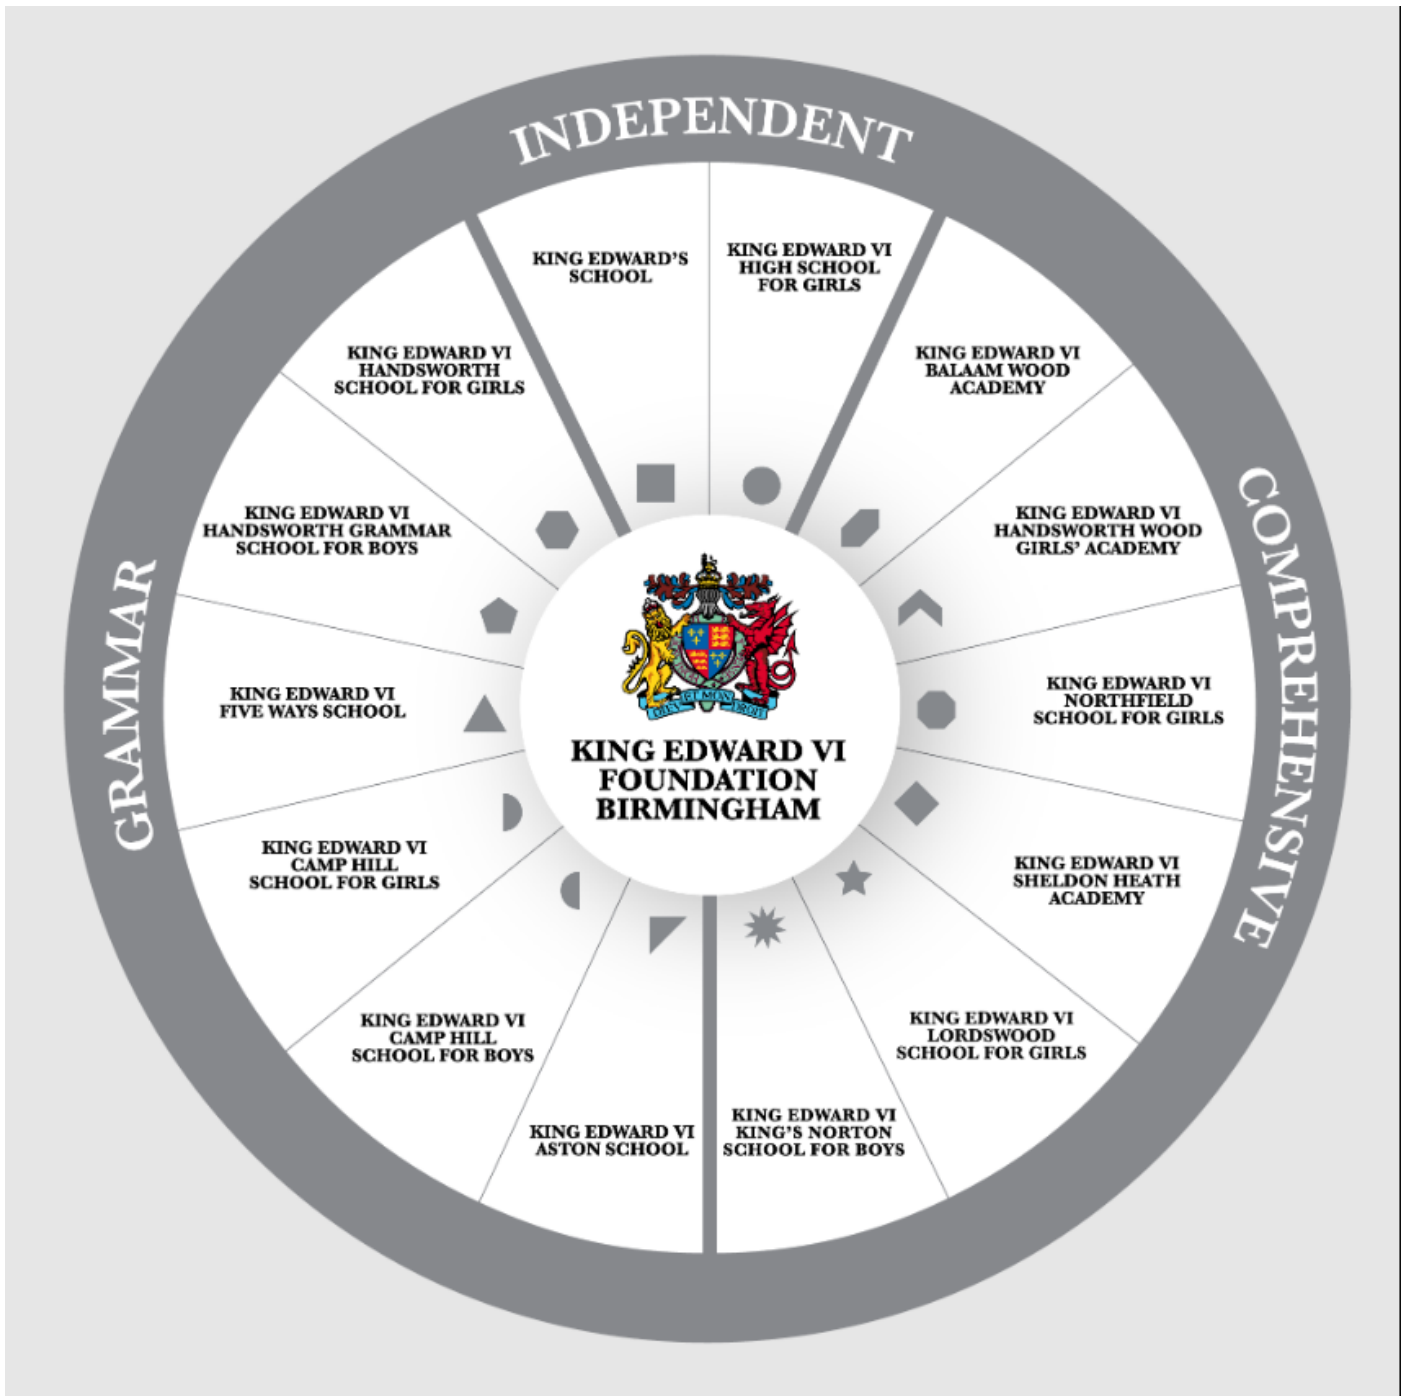 INDEPENDENT
KING EDWARD'S
SCHOOL
KING EDWARD VI
HIGH SCHOOL
FOR GIRLS
COMPREHENSIVE
KING EDWARD VI
BALAAM WOOD
ACADEMY
KING EDWARD VI
HANDSWORTH WOOD
GIRLS' ACADEMY
KING EDWARD VI
NORTHFIELD
SCHOOL FOR GIRLS
KING EDWARD VI
SHELDON HEATH
ACADEMY
KING EDWARD VI
LORDSWOOD
SCHOOL FOR GIRLS
KING EDWARD VI
KING'S NORTON
SCHOOL FOR BOYS
GRAMMAR
KING EDWARD VI
ASTON SCHOOL
KING EDWARD VI
CAMP HILL
SCHOOL FOR BOYS
KING EDWARD VI
CAMP HILL
SCHOOL FOR GIRLS
KING EDWARD VI
FIVE WAYS SCHOOL
KING EDWARD VI
HANDSWORTH GRAMMAR
SCHOOL FOR BOYS
KING EDWARD VI
HANDSWORTH
SCHOOL FOR GIRLS
DIEV ET MON DROIT
KING EDWARD VI
FOUNDATION
BIRMINGHAM